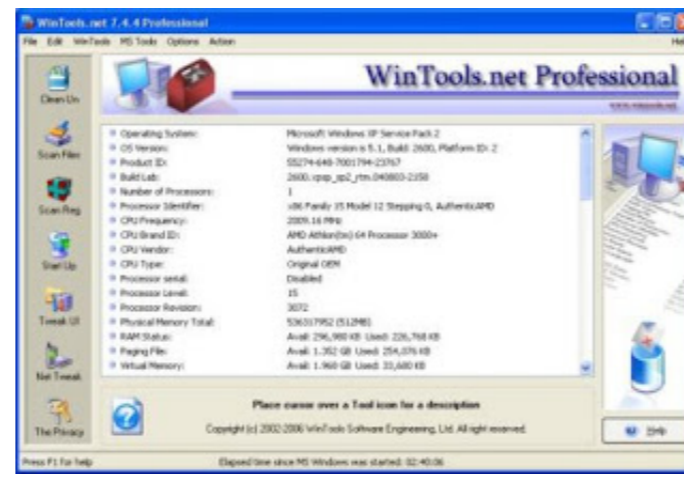 WinTools.net 7.4.4 Professional
File Edit WinTools MS Tools Options Action Hel
WinTools.net Professional
www.wintools.net
Clean Up
Scan Files
Scan Reg
Start Up
Tweak UI
Net Tweak
The Privacy
Operating System: Microsoft Windows XP Service Pack 2
OS Version: Windows version is 5.1, Build: 2600, Platform ID: 2
Product ID: 55274-648-7001794-23767
Build Lab: 2600.xpsp_sp2_rtm.040803-2158
Number of Processors: 1
Processor Identifier: x86 Family 15 Model 12 Stepping 0, AuthenticAMD
CPU Frequency: 2009.16 MHz
CPU Brand ID: AMD Athlon(tm) 64 Processor 3000+
CPU Vendor: AuthenticAMD
CPU Type: Original OEM
Processor serial: Disabled
Processor Level: 15
Processor Revision: 3072
Physical Memory Total: 536317952 (512MB)
RAM Status: Avail: 296,980 KB Used: 226,768 KB
Paging File: Avail: 1.352 GB Used: 254,076 KB
Virtual Memory: Avail: 1.960 GB Used: 33,680 KB
Place cursor over a Tool icon for a description
Copyright (c) 2002-2006 WinTools Software Engineering, Ltd. All right reserved.
Help
Press F1 for help Elapsed time since MS Windows was started: 02:40:06